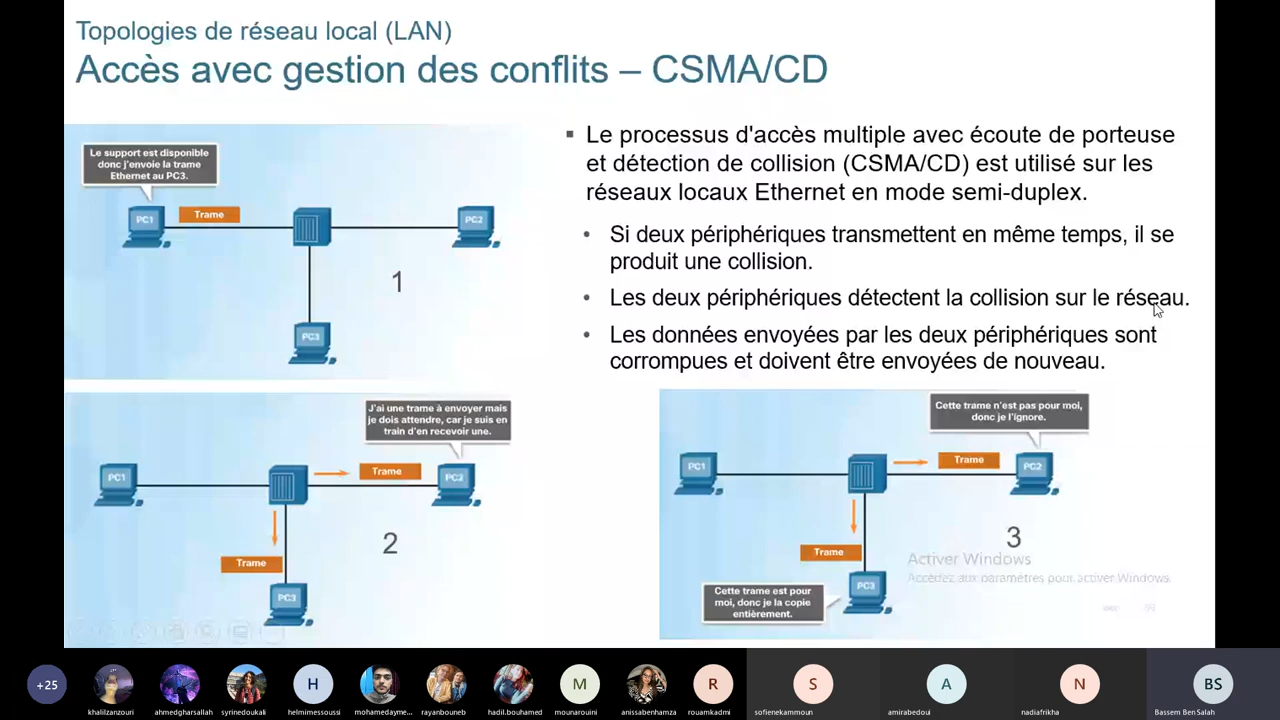 Topologies de réseau local (LAN)
Accès avec gestion des conflits – CSMA/CD
Le support est disponible
donc j'envoie la trame
Ethernet au PC3.
PC1
Trame
PC2
1
PC3
▪ Le processus d'accès multiple avec écoute de porteuse
et détection de collision (CSMA/CD) est utilisé sur les
réseaux locaux Ethernet en mode semi-duplex.
• Si deux périphériques transmettent en même temps, il se
produit une collision.
• Les deux périphériques détectent la collision sur le réseau.
• Les données envoyées par les deux périphériques sont
corrompues et doivent être envoyées de nouveau.
J'ai une trame à envoyer mais
je dois attendre, car je suis en
train d'en recevoir une.
PC1
Trame
PC2
2
Trame
PC3
Cette trame n'est pas pour moi,
donc je l'ignore.
PC1
Trame
PC2
3
Trame
PC3
Cette trame est pour
moi, donc je la copie
entièrement.
Activer Windows
Accédez aux paramètres pour activer Windows.
+25
khalilzanzouri
ahmedgharsallah
syrinedoukali
H
helmimessoussi
mohamedayme...
rayanbouneb
hadil.bouhamed
M
mounarouini
anissabenhamza
R
rouamkadmi
S
sofienekammoun
A
amirabedoui
N
nadiafrikha
BS
Bassem Ben Salah